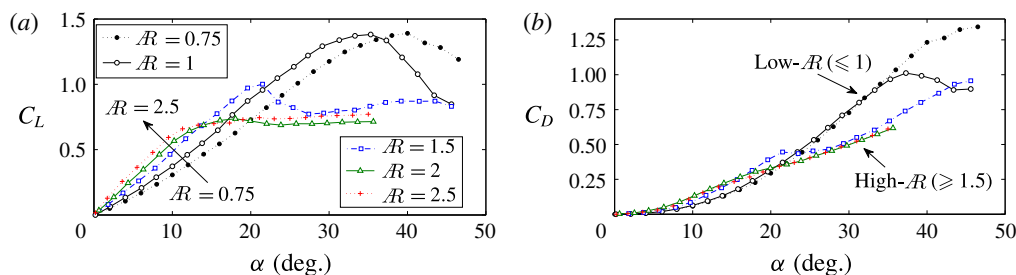 (a)
1.5
1.0
0.5
0
C_L
Æ = 0.75
Æ = 1
Æ = 2.5
Æ = 0.75
Æ = 1.5
Æ = 2
Æ = 2.5
10 20 30 40 50
α (deg.)
(b)
1.25
1.00
0.75
0.50
0.25
C_D
Low-Æ (⩽ 1)
High-Æ (⩾ 1.5)
0 10 20 30 40 50
α (deg.)